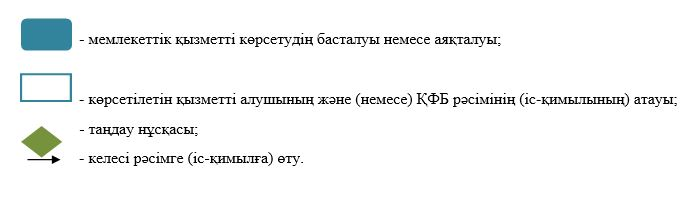 - мемлекеттік қызметті көрсетудің басталуы немесе аяқталуы;
- көрсетілетін қызметті алушының және (немесе) ҚФБ рәсімінің (іс-қимылының) атауы;
- таңдау нұсқасы;
- келесі рәсімге (іс-қимылға) өту.